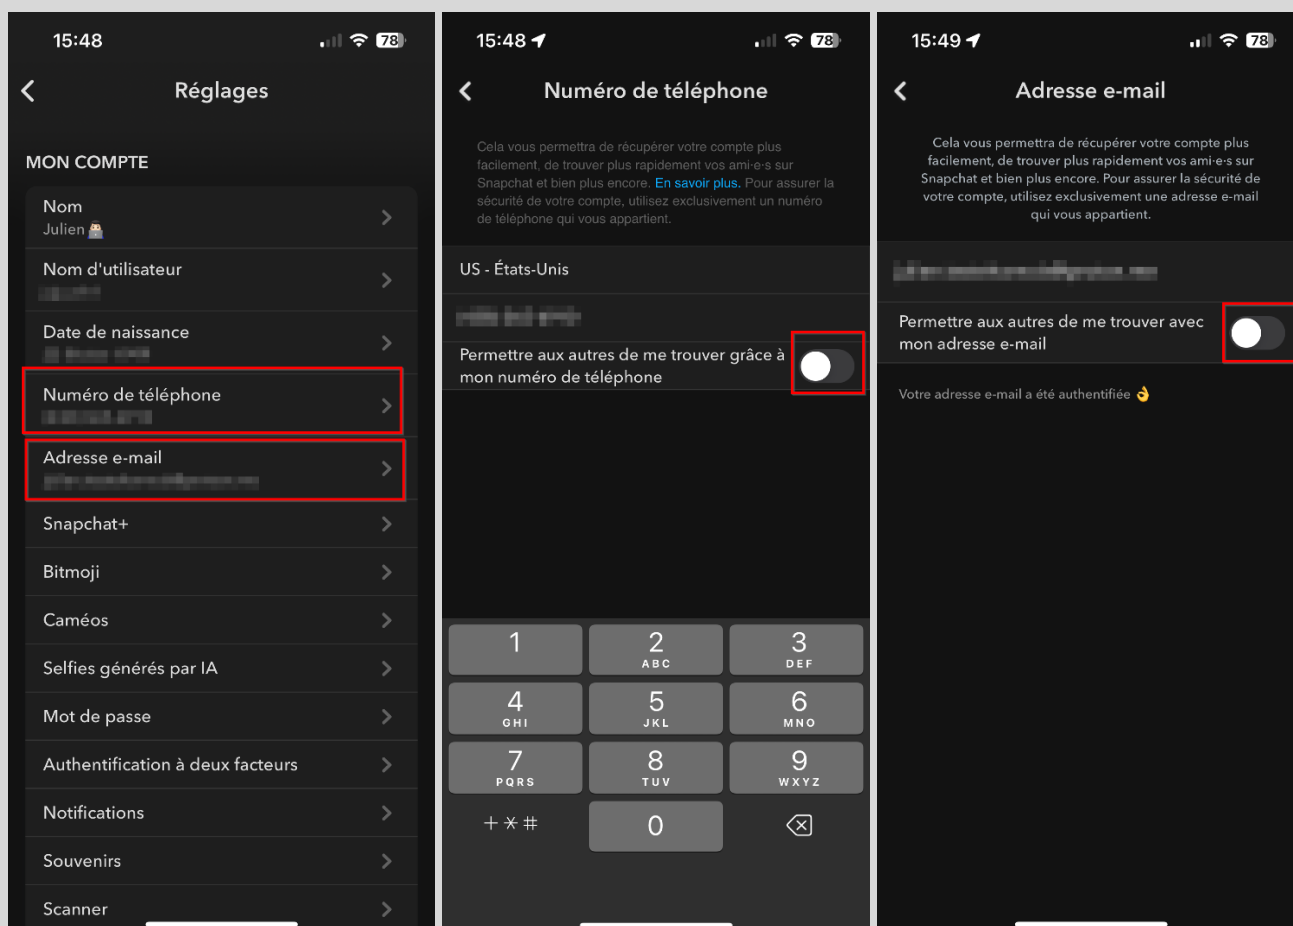 15:48
78
Réglages
MON COMPTE
Nom
Julien
Nom d'utilisateur
Date de naissance
Numéro de téléphone
Adresse e-mail
Snapchat+
Bitmoji
Caméos
Selfies générés par IA
Mot de passe
Authentification à deux facteurs
Notifications
Souvenirs
Scanner
15:48
78
Numéro de téléphone
Cela vous permettra de récupérer votre compte plus
facilement, de trouver plus rapidement vos ami·e·s sur
Snapchat et bien plus encore. En savoir plus. Pour assurer la
sécurité de votre compte, utilisez exclusivement un numéro
de téléphone qui vous appartient.
US - États-Unis
Permettre aux autres de me trouver grâce à
mon numéro de téléphone
1
2
ABC
3
DEF
4
GHI
5
JKL
6
MNO
7
PQRS
8
TUV
9
WXYZ
+*#
0
15:49
78
Adresse e-mail
Cela vous permettra de récupérer votre compte plus
facilement, de trouver plus rapidement vos ami·e·s sur
Snapchat et bien plus encore. Pour assurer la sécurité de
votre compte, utilisez exclusivement une adresse e-mail
qui vous appartient.
Permettre aux autres de me trouver avec
mon adresse e-mail
Votre adresse e-mail a été authentifiée 👌